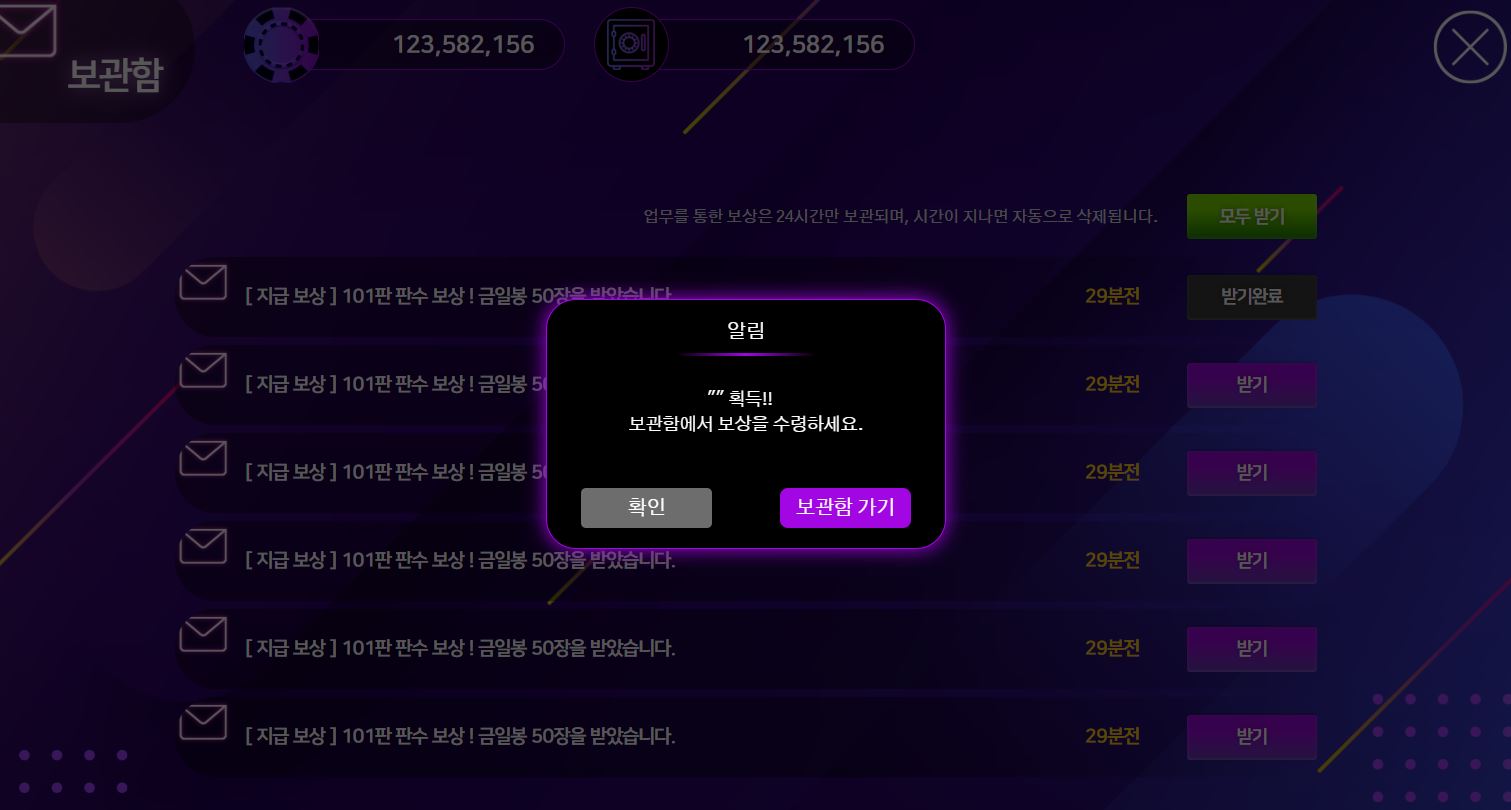 보관함
123,582,156
123,582,156
업무를 통한 보상은 24시간만 보관되며, 시간이 지나면 자동으로 삭제됩니다.
모두 받기
[ 지급 보상 ] 101판 판수 보상 ! 금일봉 50장을 받았습니다.
29분전
받기완료
[ 지급 보상 ] 101판 판수 보상 ! 금일봉
29분전
받기
[ 지급 보상 ] 101판 판수 보상 ! 금일봉
29분전
받기
[ 지급 보상 ] 101판 판수 보상 ! 금일봉 50장을 받았습니다.
29분전
받기
[ 지급 보상 ] 101판 판수 보상 ! 금일봉 50장을 받았습니다.
29분전
받기
[ 지급 보상 ] 101판 판수 보상 ! 금일봉 50장을 받았습니다.
29분전
받기
알림
"" 획득!!
보관함에서 보상을 수령하세요.
확인
보관함 가기